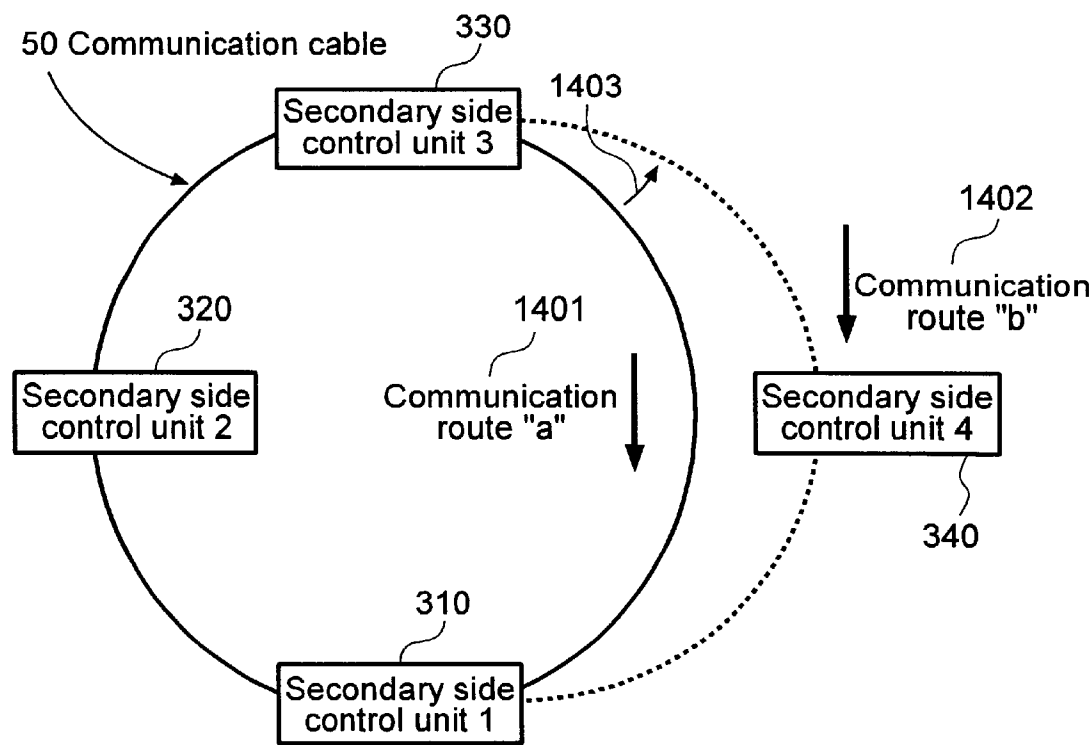 330
50 Communication cable
1403
Secondary side
control unit 3
1402
Communication
route "b"
320
1401
Secondary side
control unit 2
Communication
route "a"
Secondary side
control unit 4
340
310
Secondary side
control unit 1